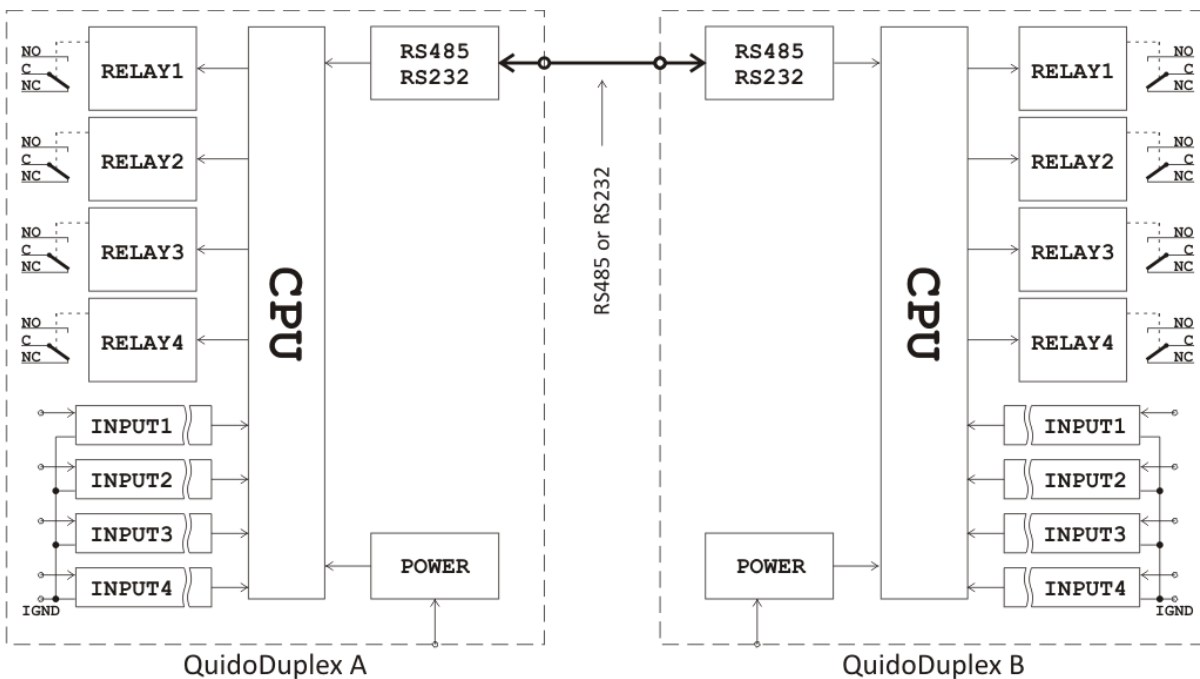 NO
C
NC
RELAY1
NO
C
NC
RELAY2
NO
C
NC
RELAY3
NO
C
NC
RELAY4
INPUT1
INPUT2
INPUT3
INPUT4
IGND
CPU
RS485
RS232
POWER
QuidoDuplex A
RS485 or RS232
RS485
RS232
POWER
CPU
RELAY1
NO
C
NC
RELAY2
NO
C
NC
RELAY3
NO
C
NC
RELAY4
NO
C
NC
INPUT1
INPUT2
INPUT3
INPUT4
IGND
QuidoDuplex B